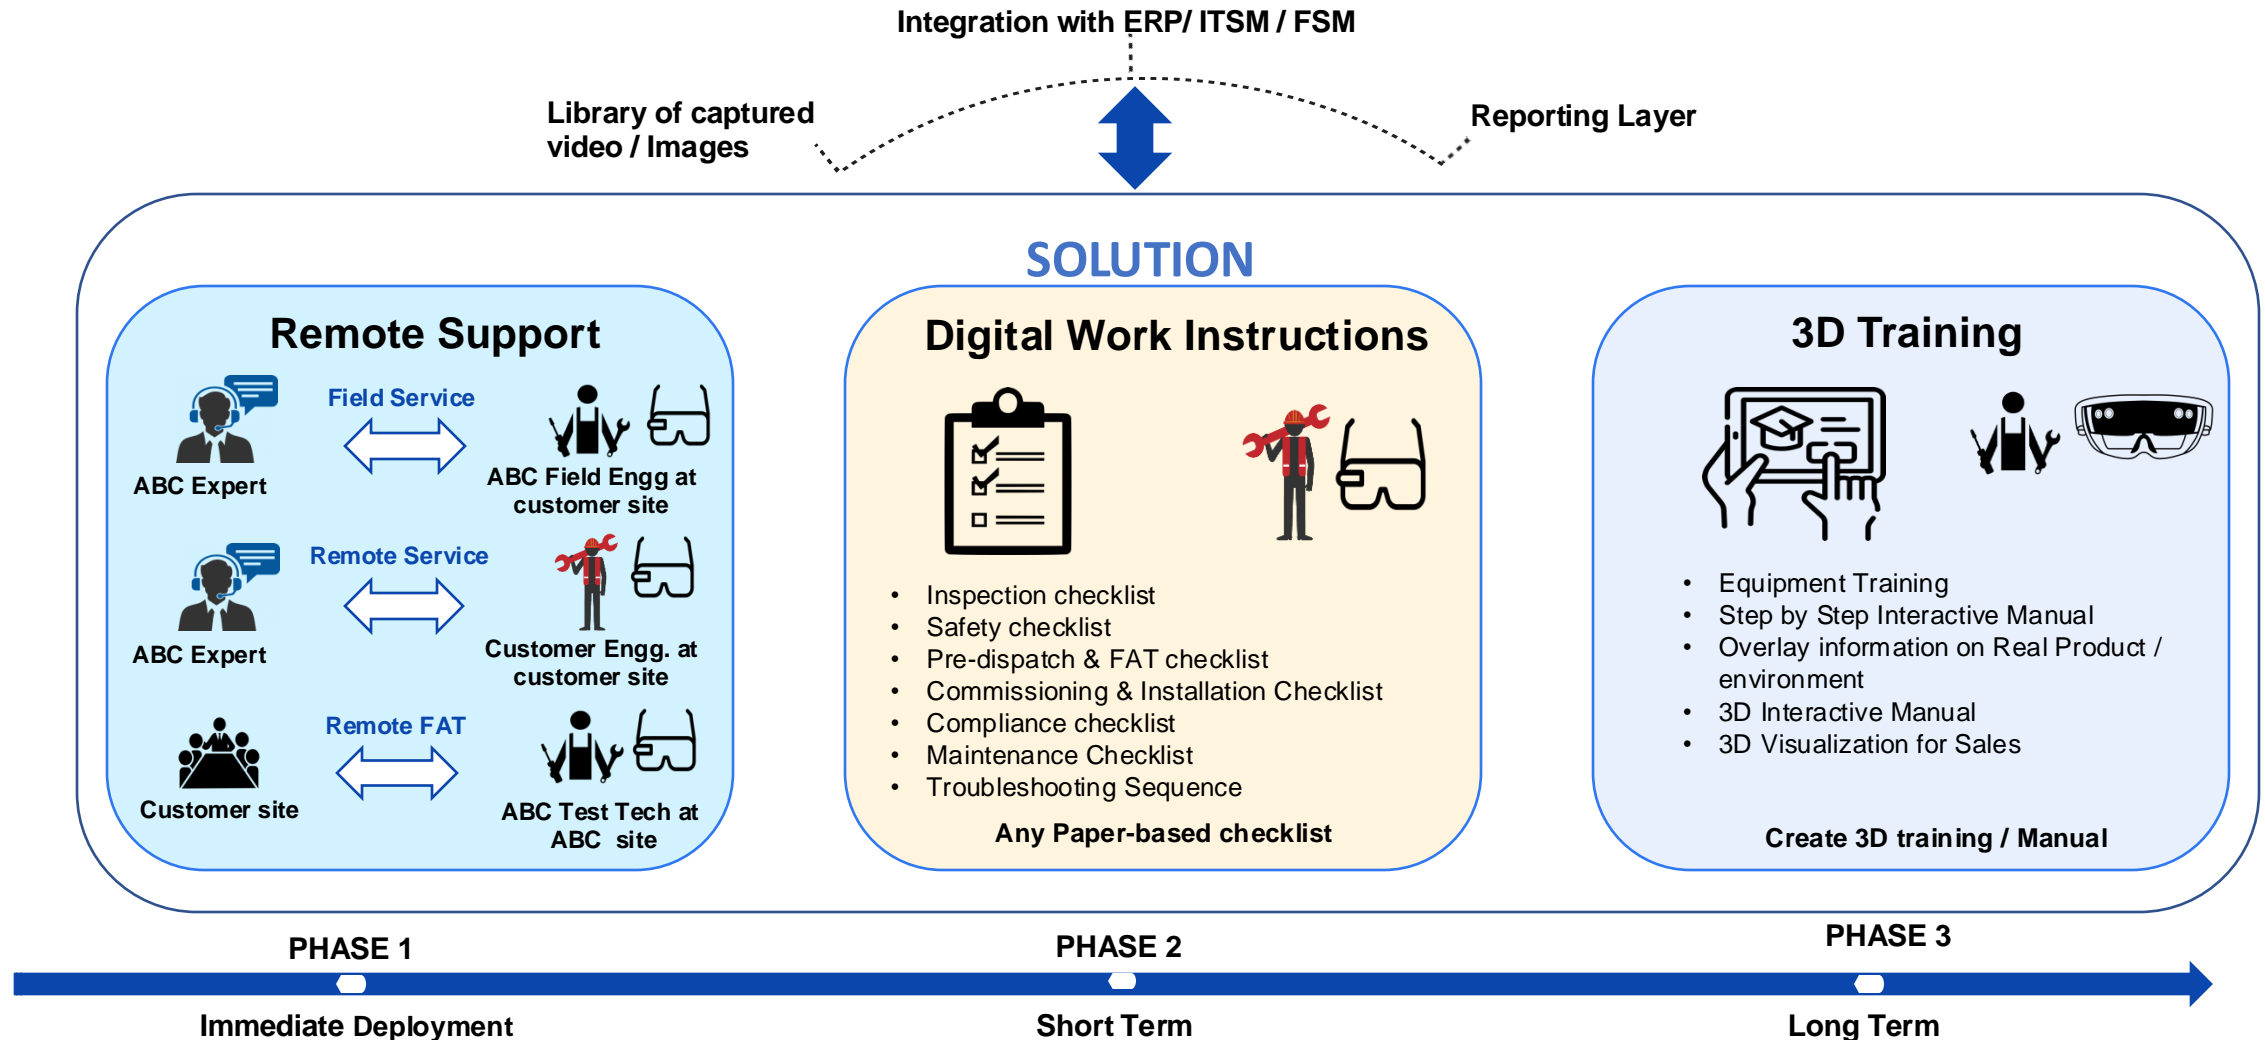 Integration with ERP/ ITSM / FSM
Library of captured
video / Images
Reporting Layer
SOLUTION
Remote Support
Field Service
ABC Expert
ABC Field Engg at
customer site
Remote Service
ABC Expert
Customer Engg. at
customer site
Remote FAT
Customer site
ABC Test Tech at
ABC site
Digital Work Instructions
• Inspection checklist
• Safety checklist
• Pre-dispatch & FAT checklist
• Commissioning & Installation Checklist
• Compliance checklist
• Maintenance Checklist
• Troubleshooting Sequence
Any Paper-based checklist
3D Training
• Equipment Training
• Step by Step Interactive Manual
• Overlay information on Real Product /
environment
• 3D Interactive Manual
• 3D Visualization for Sales
Create 3D training / Manual
PHASE 1
PHASE 2
PHASE 3
Immediate Deployment
Short Term
Long Term